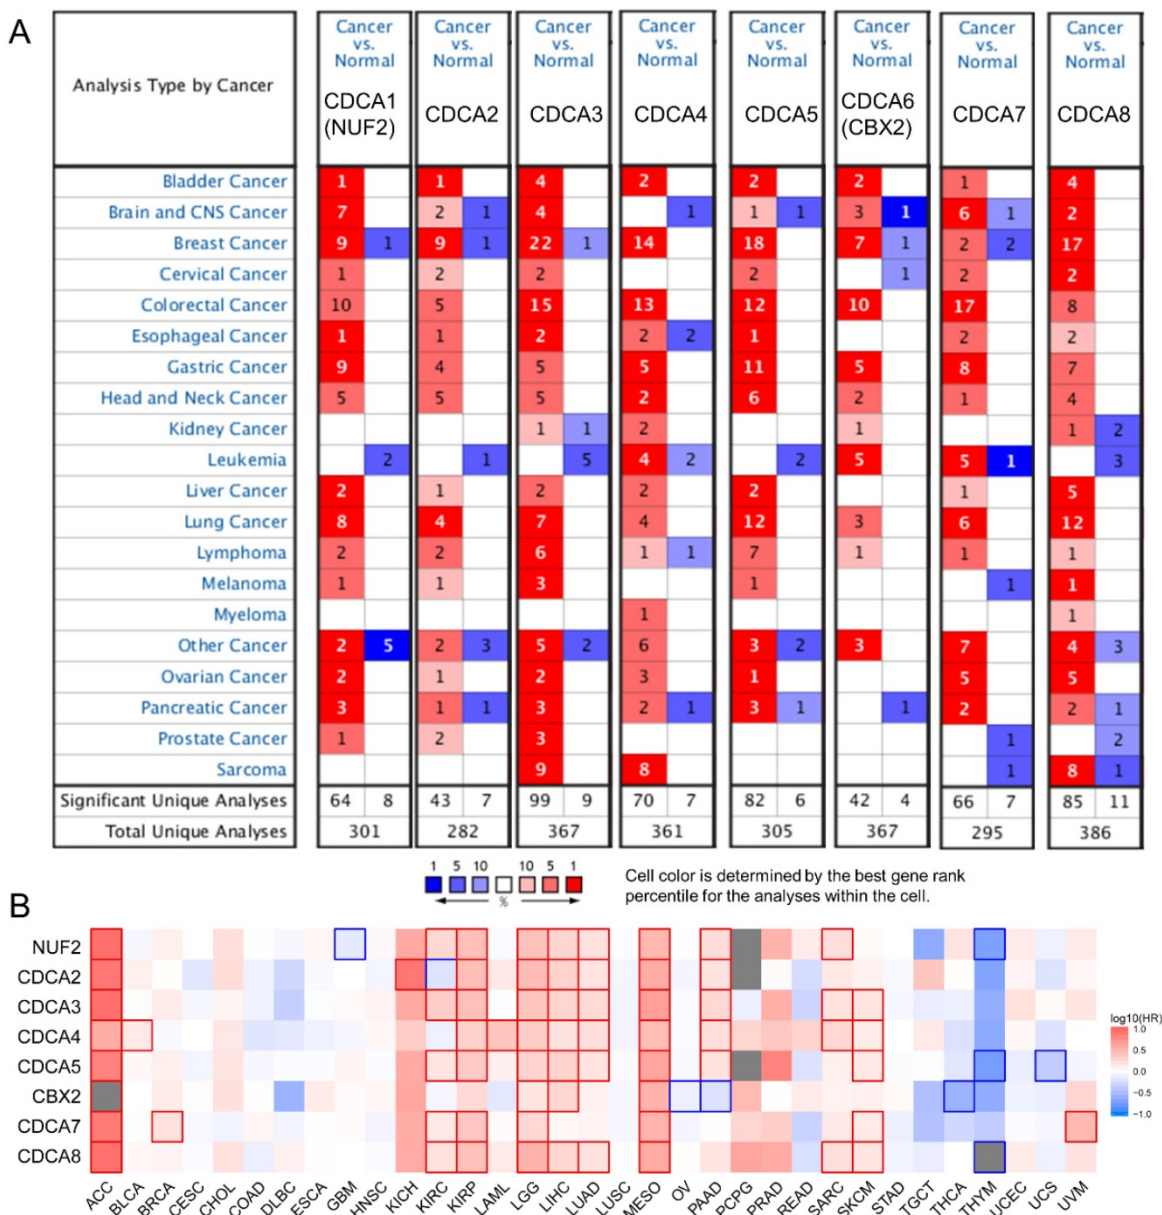 A
Analysis Type by Cancer
Cancer vs. Normal CDCA1 (NUF2)
Cancer vs. Normal CDCA2
Cancer vs. Normal CDCA3
Cancer vs. Normal CDCA4
Cancer vs. Normal CDCA5
Cancer vs. Normal CDCA6 (CBX2)
Cancer vs. Normal CDCA7
Cancer vs. Normal CDCA8
Bladder Cancer 1 1 4 2 2 2 1 4
Brain and CNS Cancer 7 2 1 4 1 1 1 3 1 6 1 2
Breast Cancer 9 1 9 1 22 1 14 18 7 1 2 2 17
Cervical Cancer 1 2 2 2 1 2 2
Colorectal Cancer 10 5 15 13 12 10 17 8
Esophageal Cancer 1 1 2 2 2 1 2 2
Gastric Cancer 9 4 5 5 11 5 8 7
Head and Neck Cancer 5 5 5 2 6 2 1 4
Kidney Cancer 1 1 2 1 1 2
Leukemia 2 1 5 4 2 2 5 5 1 3
Liver Cancer 2 1 2 2 2 1 5
Lung Cancer 8 4 7 4 12 3 6 12
Lymphoma 2 2 6 1 1 7 1 1 1
Melanoma 1 1 3 1 1 1
Myeloma 1 1
Other Cancer 2 5 2 3 5 2 6 3 2 3 7 4 3
Ovarian Cancer 2 1 2 3 1 5 5
Pancreatic Cancer 3 1 1 3 2 1 3 1 1 2 2 1
Prostate Cancer 1 2 3 1 2
Sarcoma 9 8 1 8 1
Significant Unique Analyses 64 8 43 7 99 9 70 7 82 6 42 4 66 7 85 11
Total Unique Analyses 301 282 367 361 305 367 295 386
1 5 10 10 5 1
%
Cell color is determined by the best gene rank
percentile for the analyses within the cell.
B
NUF2
CDCA2
CDCA3
CDCA4
CDCA5
CBX2
CDCA7
CDCA8
log10(HR)
1.0
0.5
0.0
−0.5
−1.0
ACC BLCA BRCA CESC CHOL COAD DLBC ESCA GBM HNSC KICH KIRC KIRP LAML LGG LIHC LUAD LUSC MESO OV PAAD PCPG PRAD READ SARC SKCM STAD TGCT THCA THYM UCEC UCS UVM